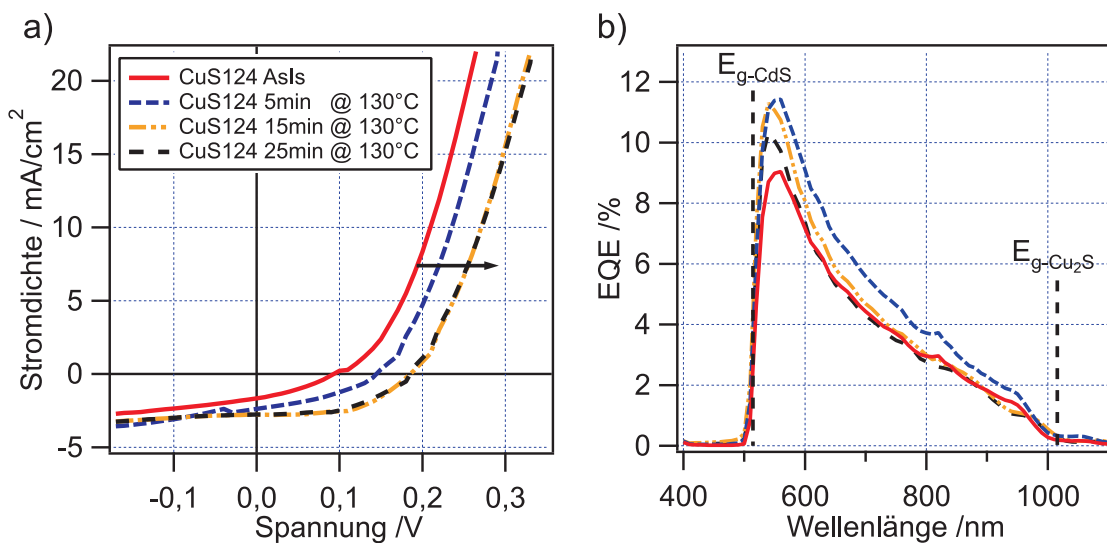 a)
Stromdichte / mA/cm²
20
15
10
5
0
-5
CuS124 AsIs
CuS124 5min @ 130°C
CuS124 15min @ 130°C
CuS124 25min @ 130°C
-0,1
0,0
0,1
0,2
0,3
Spannung /V
b)
EQE /%
12
10
8
6
4
2
0
E_g-CdS
E_g-Cu₂S
400
600
800
1000
Wellenlänge /nm